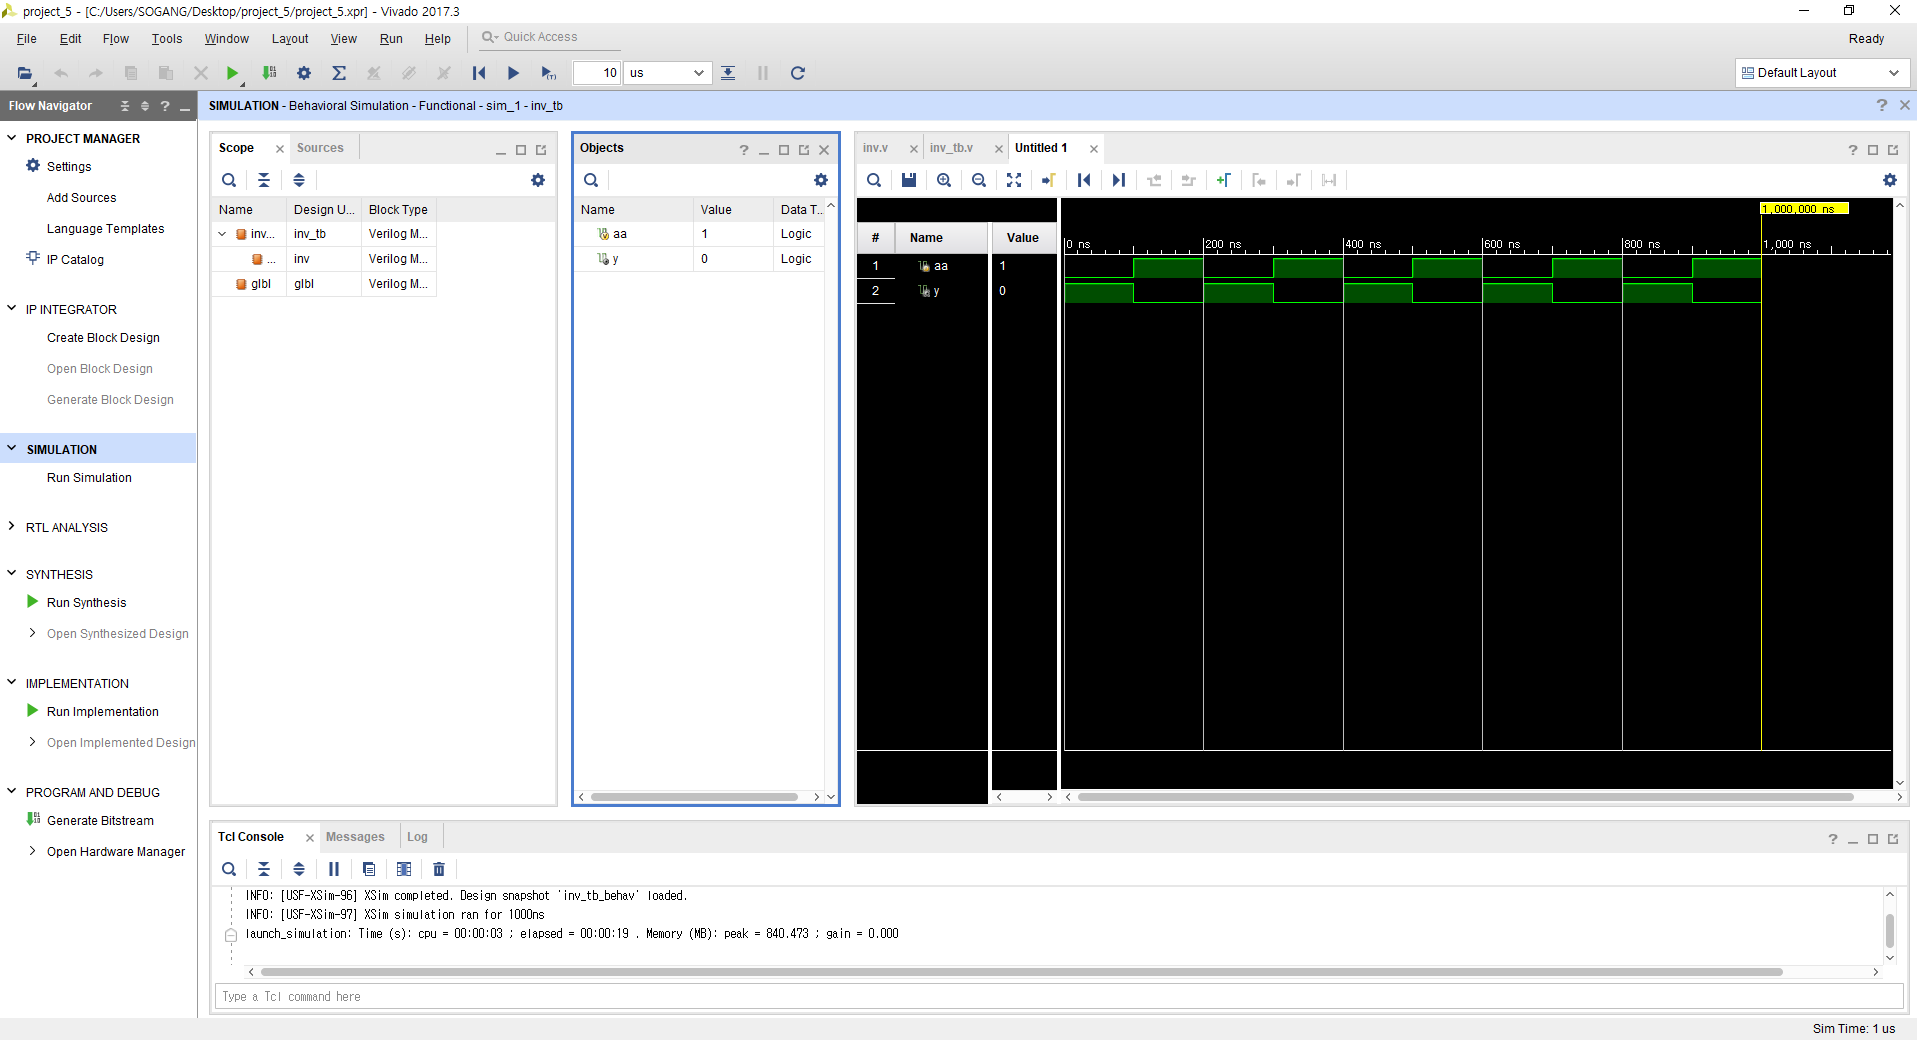 project_5 - [C:/Users/SOGANG/Desktop/project_5/project_5.xpr] - Vivado 2017.3
File Edit Flow Tools Window Layout View Run Help Quick Access
Ready
10 us
Default Layout
Flow Navigator
SIMULATION - Behavioral Simulation - Functional - sim_1 - inv_tb
PROJECT MANAGER
Settings
Add Sources
Language Templates
IP Catalog
IP INTEGRATOR
Create Block Design
Open Block Design
Generate Block Design
SIMULATION
Run Simulation
RTL ANALYSIS
SYNTHESIS
Run Synthesis
Open Synthesized Design
IMPLEMENTATION
Run Implementation
Open Implemented Design
PROGRAM AND DEBUG
Generate Bitstream
Open Hardware Manager
Scope Sources
Name Design U... Block Type
inv... inv_tb Verilog M...
... inv Verilog M...
glbl glbl Verilog M...
Objects
Name Value Data T...
aa 1 Logic
y 0 Logic
inv.v inv_tb.v Untitled 1
1,000,000 ns
# Name Value
0 ns 200 ns 400 ns 600 ns 800 ns 1,000 ns
1 aa 1
2 y 0
Tcl Console Messages Log
INFO: [USF-XSim-96] XSim completed. Design snapshot 'inv_tb_behav' loaded.
INFO: [USF-XSim-97] XSim simulation ran for 1000ns
launch_simulation: Time (s): cpu = 00:00:03 ; elapsed = 00:00:19 . Memory (MB): peak = 840.473 ; gain = 0.000
Type a Tcl command here
Sim Time: 1 us